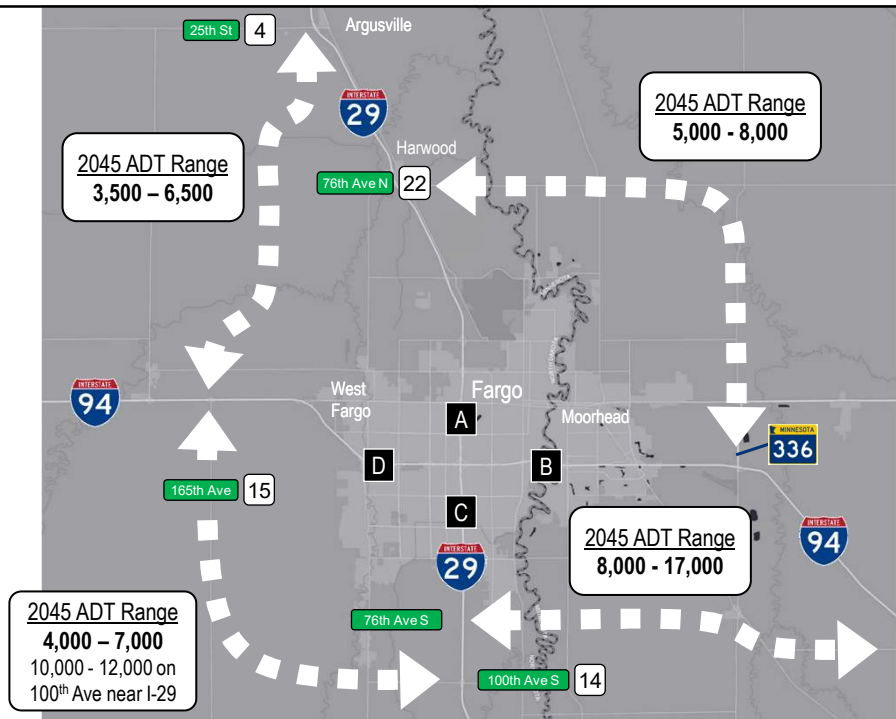 25th St 4
Argusville
INTERSTATE
29
2045 ADT Range
5,000 - 8,000
2045 ADT Range
3,500 – 6,500
Harwood
76th Ave N 22
INTERSTATE
94
West
Fargo
Fargo
Moorhead
A
D
B
C
MINNESOTA
336
165th Ave 15
2045 ADT Range
8,000 - 17,000
INTERSTATE
94
INTERSTATE
29
2045 ADT Range
4,000 – 7,000
10,000 - 12,000 on
100th Ave near I-29
76th Ave S
100th Ave S 14